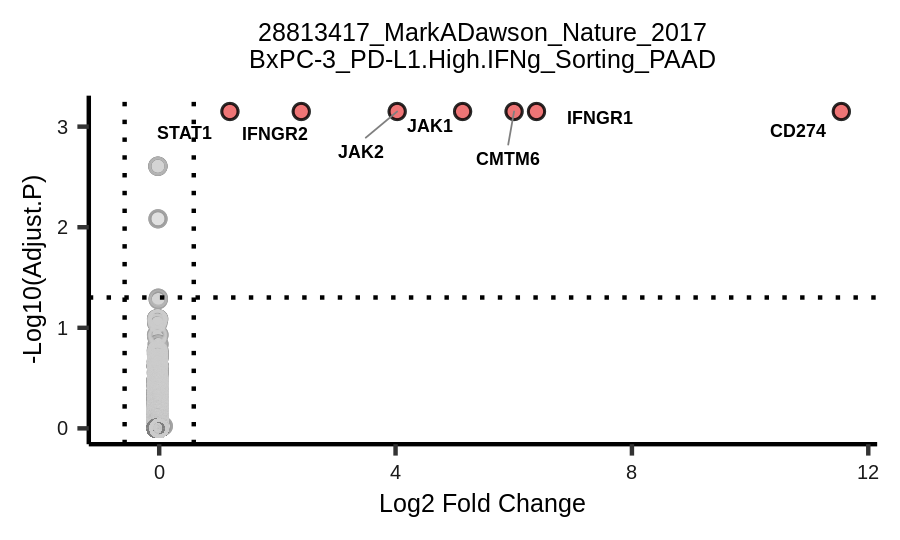 28813417_MarkADawson_Nature_2017
BxPC-3_PD-L1.High.IFNg_Sorting_PAAD
-Log10(Adjust.P)
3
2
1
0
STAT1
IFNGR2
JAK2
JAK1
CMTM6
IFNGR1
CD274
0
4
8
12
Log2 Fold Change